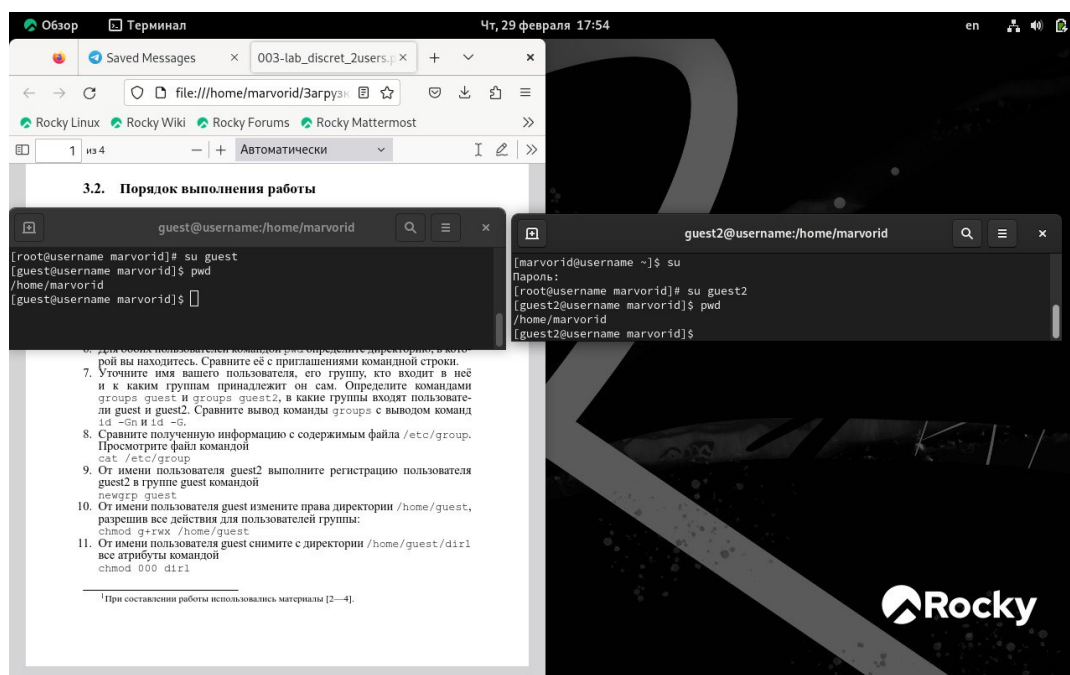 Обзор
Терминал
Чт, 29 февраля 17:54
en
Saved Messages
003-lab_discret_2users.p
file:///home/marvorid/Загрузк
Rocky Linux Rocky Wiki Rocky Forums Rocky Mattermost
1 из 4
Автоматически
3.2. Порядок выполнения работы
guest@username:/home/marvorid
[root@username marvorid]# su guest
[guest@username marvorid]$ pwd
/home/marvorid
[guest@username marvorid]$
guest2@username:/home/marvorid
[marvorid@username ~]$ su
Пароль:
[root@username marvorid]# su guest2
[guest2@username marvorid]$ pwd
/home/marvorid
[guest2@username marvorid]$
6. Для обоих пользователей командой pwd определите директорию, в кото-
рой вы находитесь. Сравните её с приглашениями командной строки.
7. Уточните имя вашего пользователя, его группу, кто входит в неё
и к каким группам принадлежит он сам. Определите командами
groups guest и groups guest2, в какие группы входят пользовате-
ли guest и guest2. Сравните вывод команды groups с выводом команд
id -Gn и id -G.
8. Сравните полученную информацию с содержимым файла /etc/group.
Просмотрите файл командой
cat /etc/group
9. От имени пользователя guest2 выполните регистрацию пользователя
guest2 в группе guest командой
newgrp guest
10. От имени пользователя guest измените права директории /home/guest,
разрешив все действия для пользователей группы:
chmod g+rwx /home/guest
11. От имени пользователя guest снимите с директории /home/guest/dir1
все атрибуты командой
chmod 000 dir1
1При составлении работы использовались материалы [2—4].
Rocky